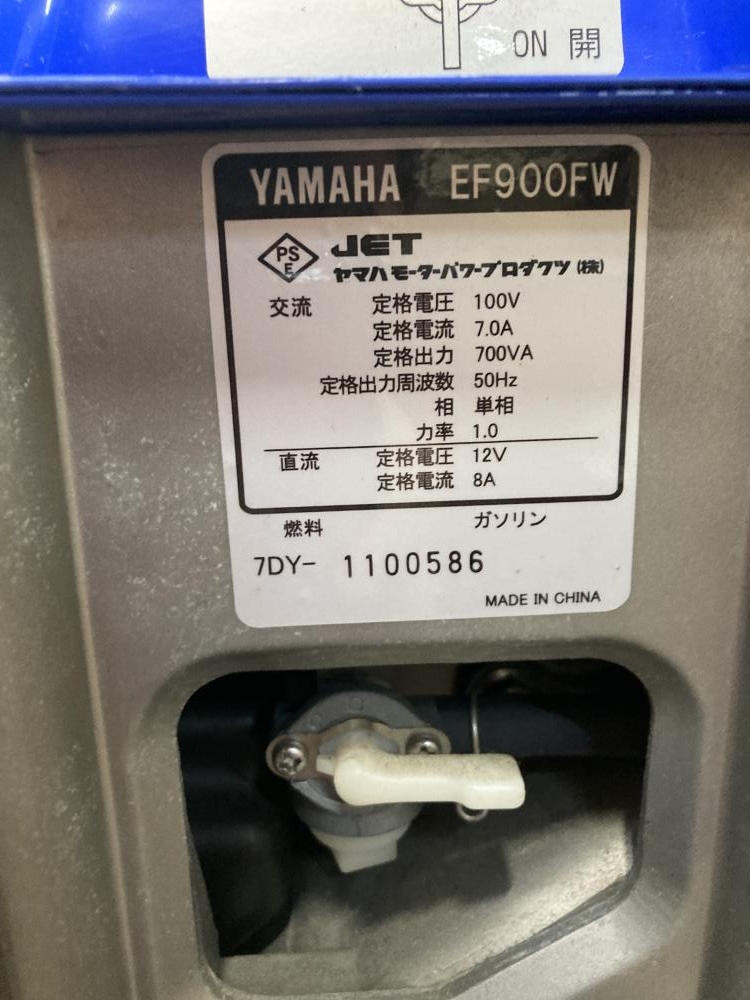 ON 開
YAMAHA EF900FW
PS
E
JET
ヤマハモーターパワープロダクツ(株)
交流 定格電圧 100V
定格電流 7.0A
定格出力 700VA
定格出力周波数 50Hz
相 単相
力率 1.0
直流 定格電圧 12V
定格電流 8A
燃料 ガソリン
7DY- 1100586
MADE IN CHINA